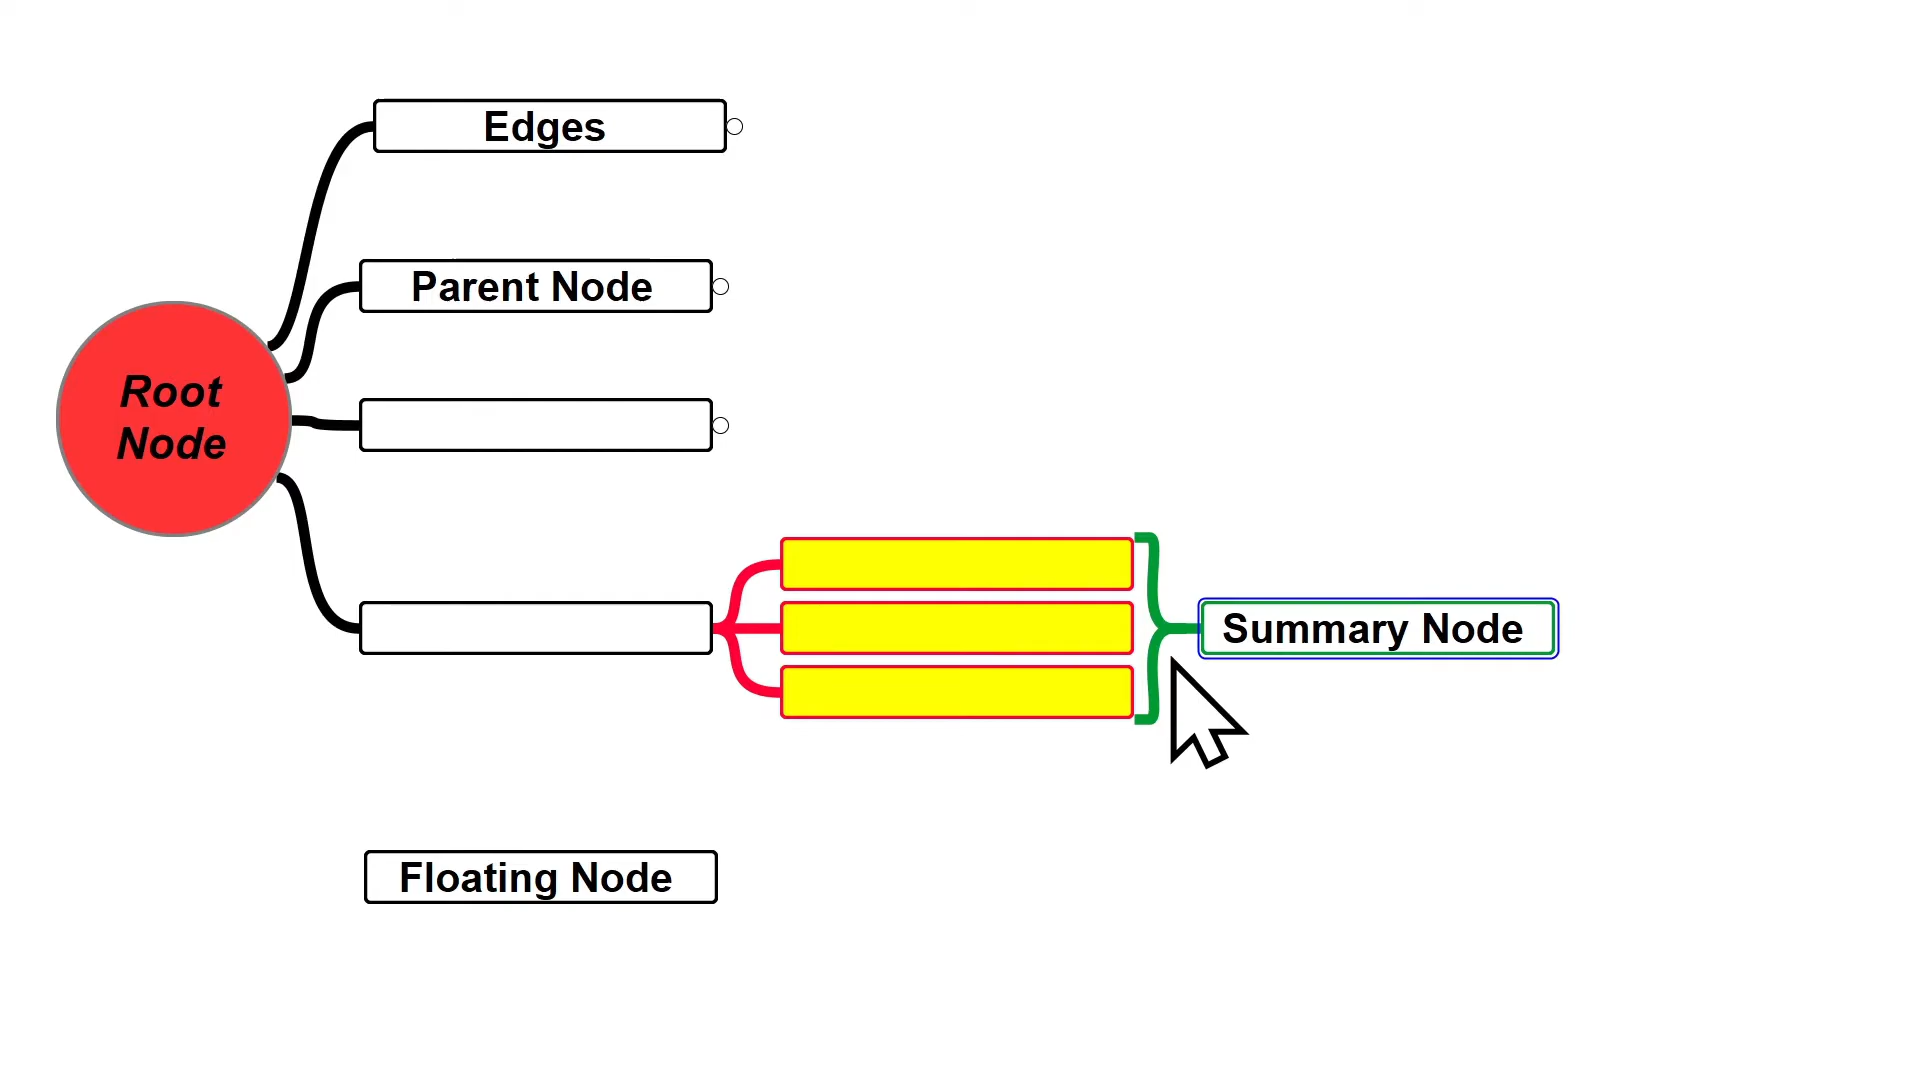 Edges
Parent Node
Root
Node
Summary Node
Floating Node